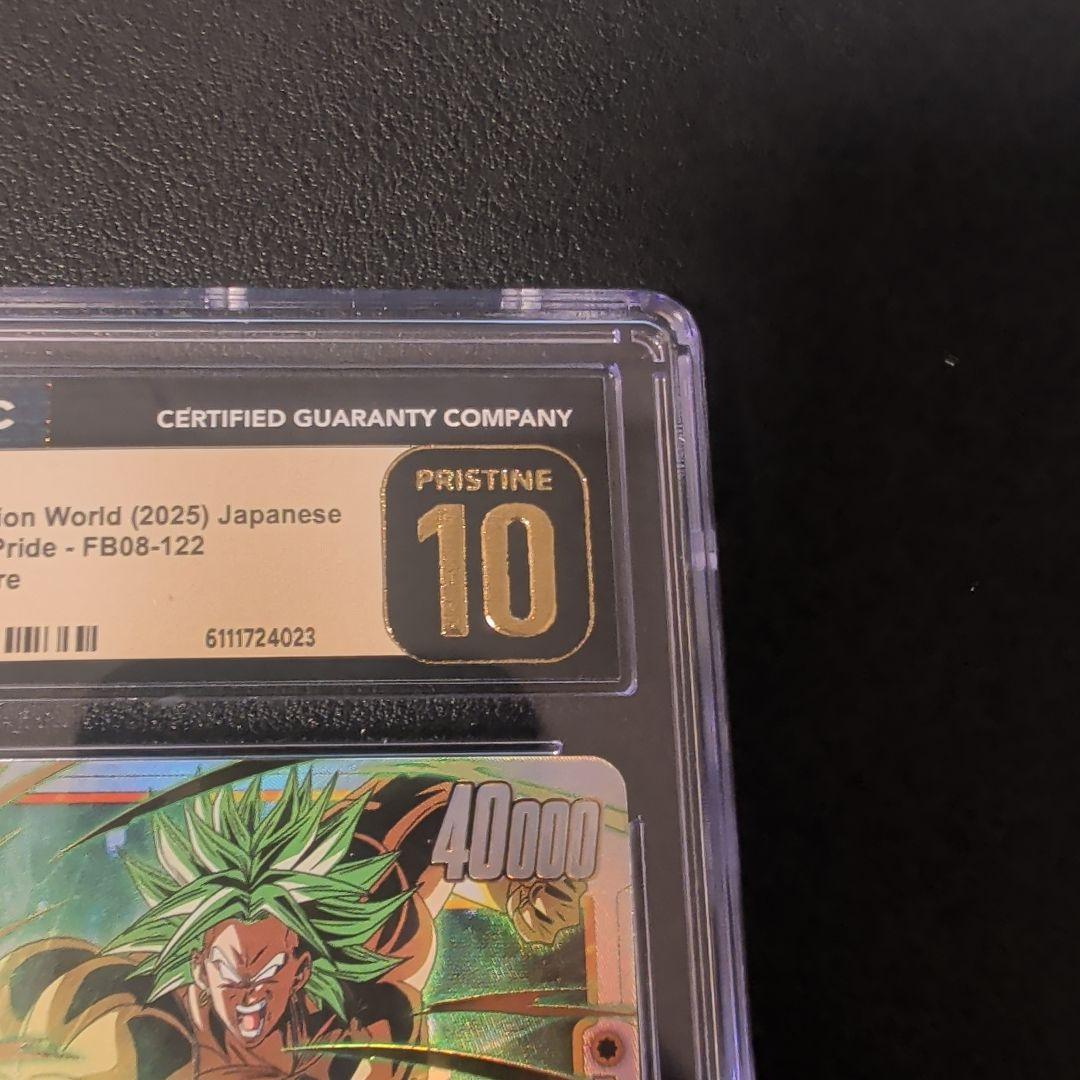 C
CERTIFIED GUARANTY COMPANY
PRISTINE
10
ion World (2025) Japanese
Pride - FB08-122
re
6111724023
40000